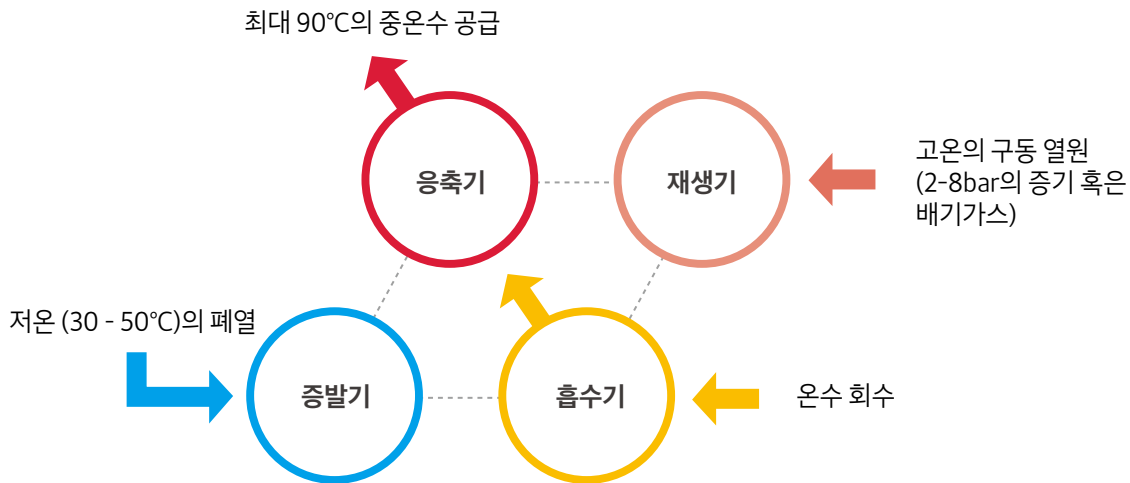 최대 90℃의 중온수 공급
응축기
재생기
고온의 구동 열원
(2-8bar의 증기 혹은
배기가스)
저온 (30 - 50℃)의 폐열
증발기
흡수기
온수 회수